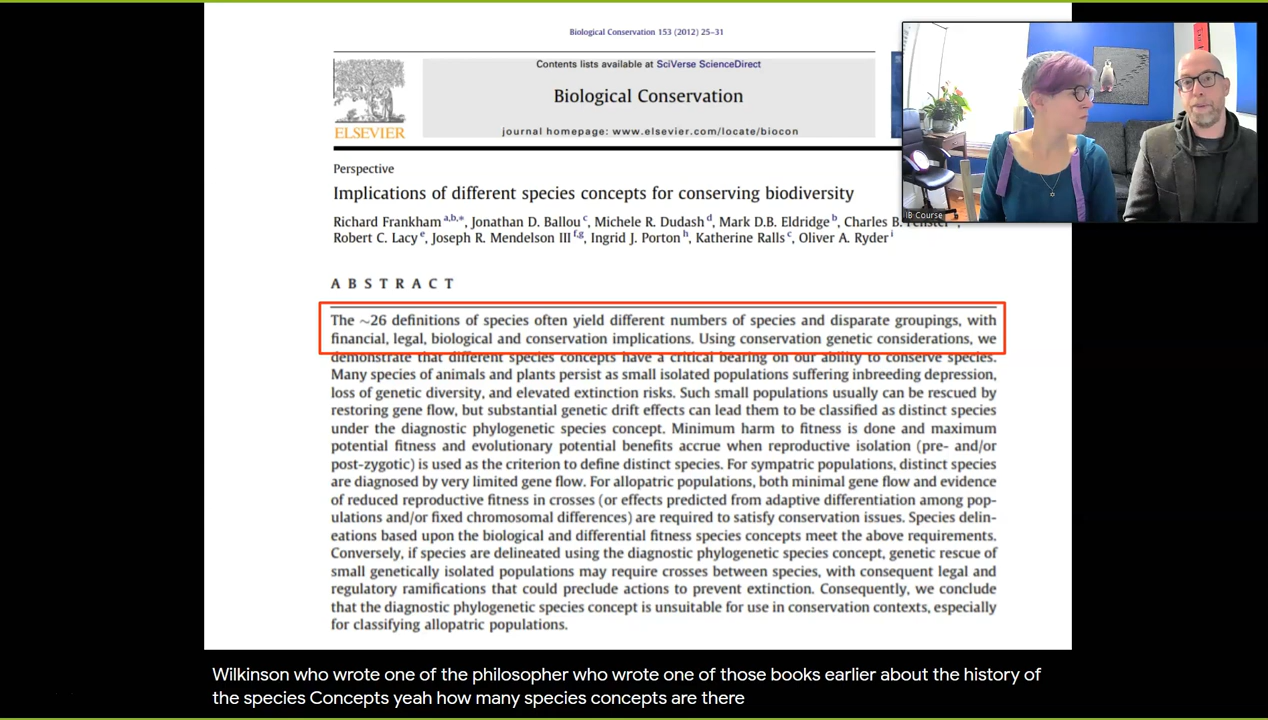 Biological Conservation 153 (2012) 25–31
Contents lists available at SciVerse ScienceDirect
Biological Conservation
journal homepage: www.elsevier.com/locate/biocon
ELSEVIER
Perspective
Implications of different species concepts for conserving biodiversity
Richard Frankham a,b,*, Jonathan D. Ballou c, Michele R. Dudash d, Mark D.B. Eldridge b, Charles B.
Robert C. Lacy e, Joseph R. Mendelson III f,g, Ingrid J. Porton h, Katherine Ralls c, Oliver A. Ryder i
IB Course
ABSTRACT
The ~26 definitions of species often yield different numbers of species and disparate groupings, with
financial, legal, biological and conservation implications. Using conservation genetic considerations, we
demonstrate that different species concepts have a critical bearing on our ability to conserve species.
Many species of animals and plants persist as small isolated populations suffering inbreeding depression,
loss of genetic diversity, and elevated extinction risks. Such small populations usually can be rescued by
restoring gene flow, but substantial genetic drift effects can lead them to be classified as distinct species
under the diagnostic phylogenetic species concept. Minimum harm to fitness is done and maximum
potential fitness and evolutionary potential benefits accrue when reproductive isolation (pre- and/or
post-zygotic) is used as the criterion to define distinct species. For sympatric populations, distinct species
are diagnosed by very limited gene flow. For allopatric populations, both minimal gene flow and evidence
of reduced reproductive fitness in crosses (or effects predicted from adaptive differentiation among pop-
ulations and/or fixed chromosomal differences) are required to satisfy conservation issues. Species delin-
eations based upon the biological and differential fitness species concepts meet the above requirements.
Conversely, if species are delineated using the diagnostic phylogenetic species concept, genetic rescue of
small genetically isolated populations may require crosses between species, with consequent legal and
regulatory ramifications that could preclude actions to prevent extinction. Consequently, we conclude
that the diagnostic phylogenetic species concept is unsuitable for use in conservation contexts, especially
for classifying allopatric populations.
Wilkinson who wrote one of the philosopher who wrote one of those books earlier about the history of
the species Concepts yeah how many species concepts are there